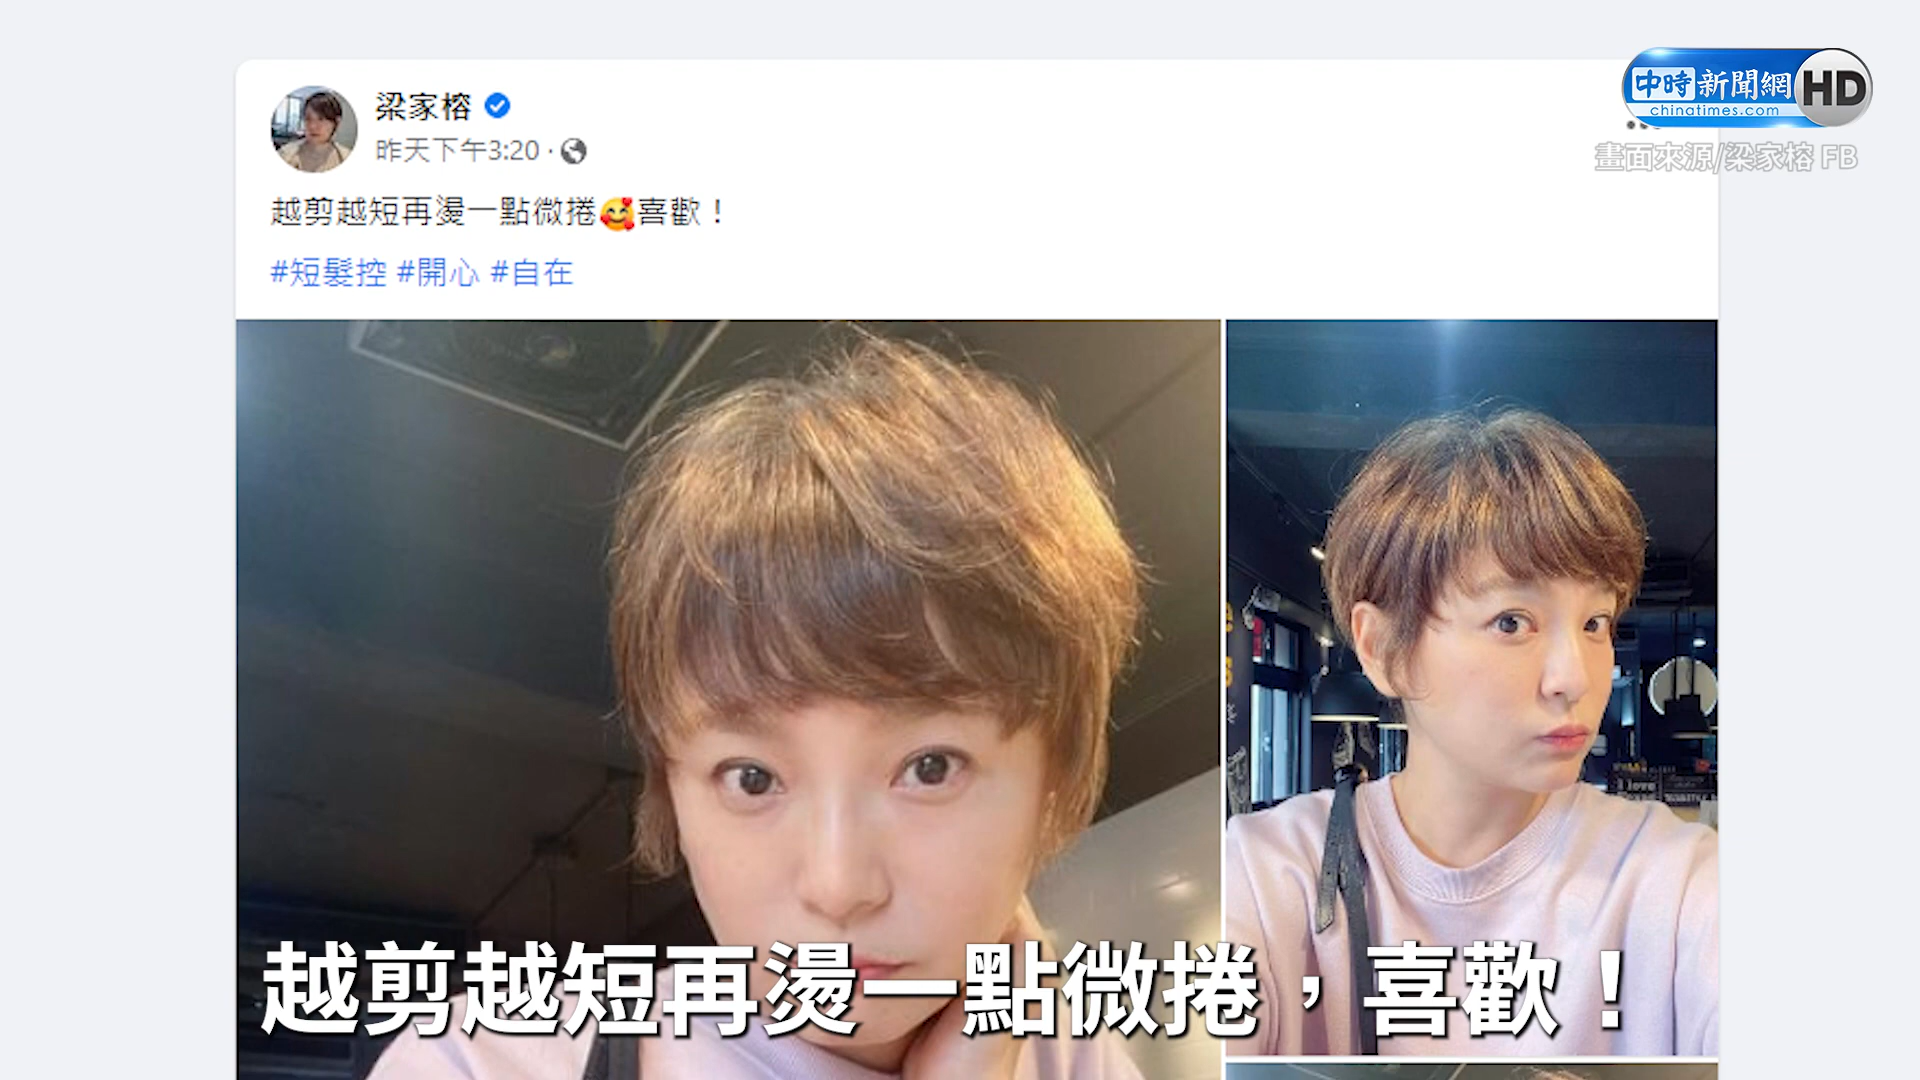 中時新聞網 HD
chinatimes.com
畫面來源/梁家榕 FB
梁家榕
昨天下午3:20 ·
越剪越短再燙一點微捲🥰喜歡！
#短髮控 #開心 #自在
I love
越剪越短再燙一點微捲，喜歡！